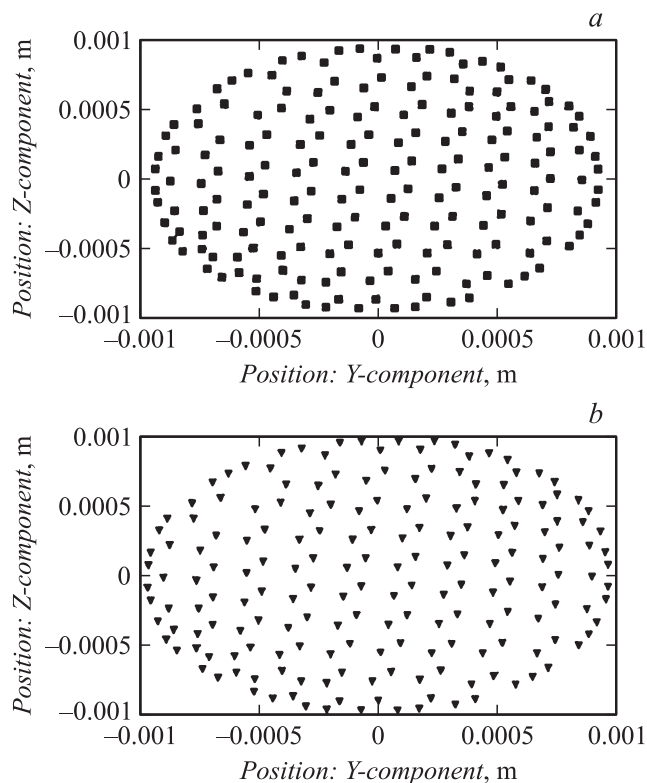 a
0.001
0.0005
0
–0.0005
–0.001
Position: Z-component, m
–0.001 –0.0005 0 0.0005 0.001
Position: Y-component, m
b
0.001
0.0005
0
–0.0005
–0.001
Position: Z-component, m
–0.001 –0.0005 0 0.0005 0.001
Position: Y-component, m